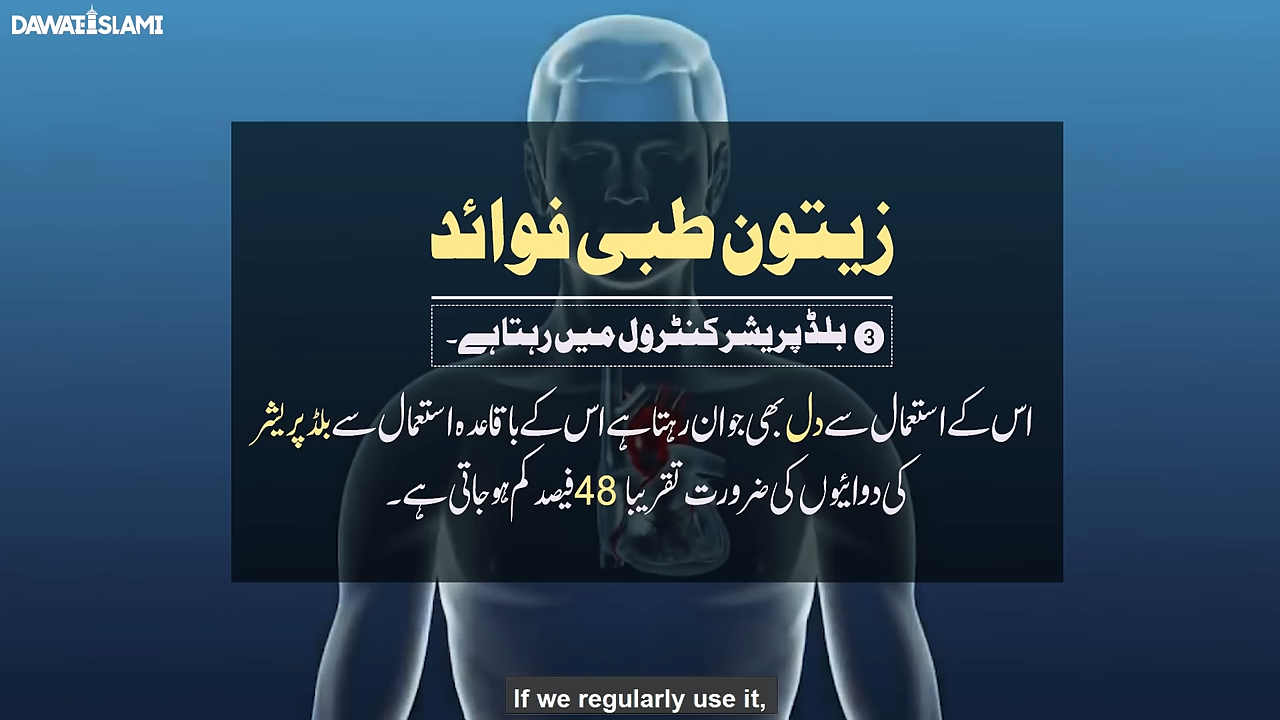 DAWATEISLAMI
زیتون طبی فوائد
3 بلڈ پریشر کنٹرول میں رہتا ہے۔
اس کے استعمال سے دل بھی جوان رہتا ہے اس کے باقاعدہ استعمال سے بلڈ پریشر
کی دوائیوں کی ضرورت تقریبا 48 فیصد کم ہو جاتی ہے۔
If we regularly use it,